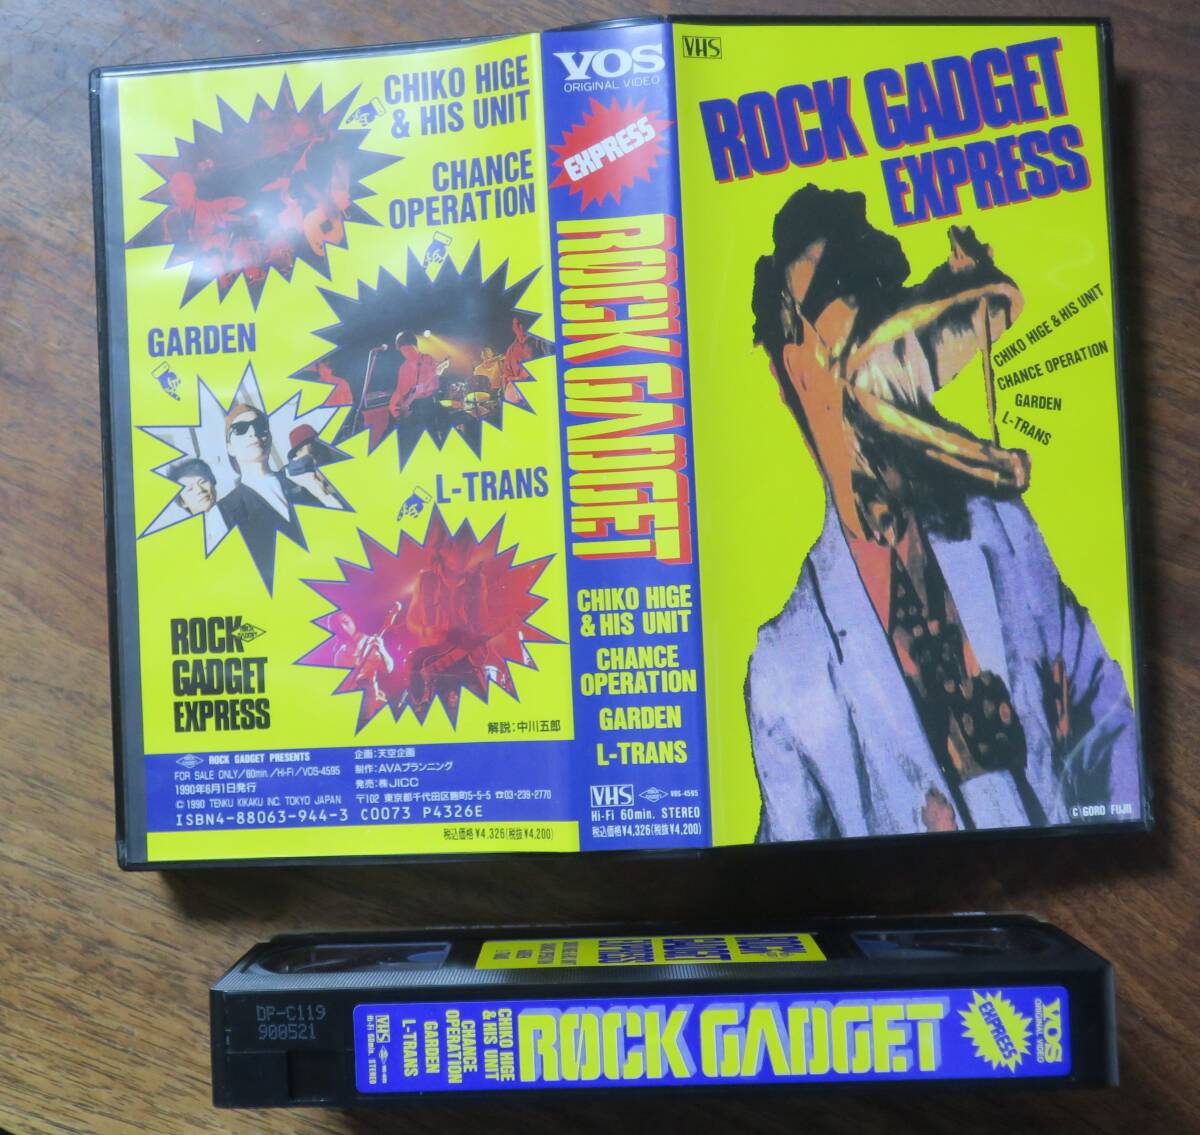 CHIKO HIGE
& HIS UNIT
CHANCE
OPERATION
GARDEN
L-TRANS
ROCK
GADGET
EXPRESS
解説:中川五郎
ROCK GADGET PRESENTS
FOR SALE ONLY/60min./Hi-Fi/VOS-4595
1990年6月1日発行
© 1990 TENKU KIKAKU INC. TOKYO JAPAN
ISBN4-88063-944-3 C0073 P4326E
企画:天空企画
制作:AVAプランニング
発売:㈱JICC
〒102 東京都千代田区麹町5-5-5 ☎03-239-2770
税込価格¥4,326(税抜¥4,200)
VOS
ORIGINAL VIDEO
EXPRESS
ROCK GADGET
CHIKO HIGE
& HIS UNIT
CHANCE
OPERATION
GARDEN
L-TRANS
VHS
VOS-4595
Hi-Fi 60min. STEREO
税込価格¥4,326(税抜¥4,200)
VHS
ROCK GADGET
EXPRESS
CHIKO HIGE & HIS UNIT
CHANCE OPERATION
GARDEN
L-TRANS
© GORO FUJII
ROCK
GADGET
EXPRESS
DP-C119
900521
VHS
Hi-Fi 60min. STEREO
CHIKO HIGE
& HIS UNIT
CHANCE
OPERATION
GARDEN
L-TRANS
ROCK GADGET
EXPRESS
VOS
ORIGINAL VIDEO